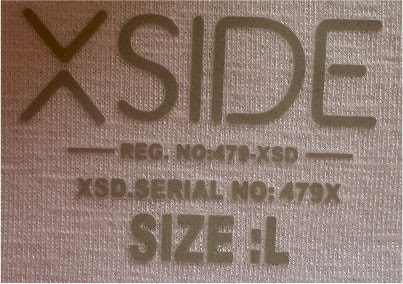 XSIDE
REG. NO:479-XSD
XSD.SERIAL NO: 479X
SIZE :L